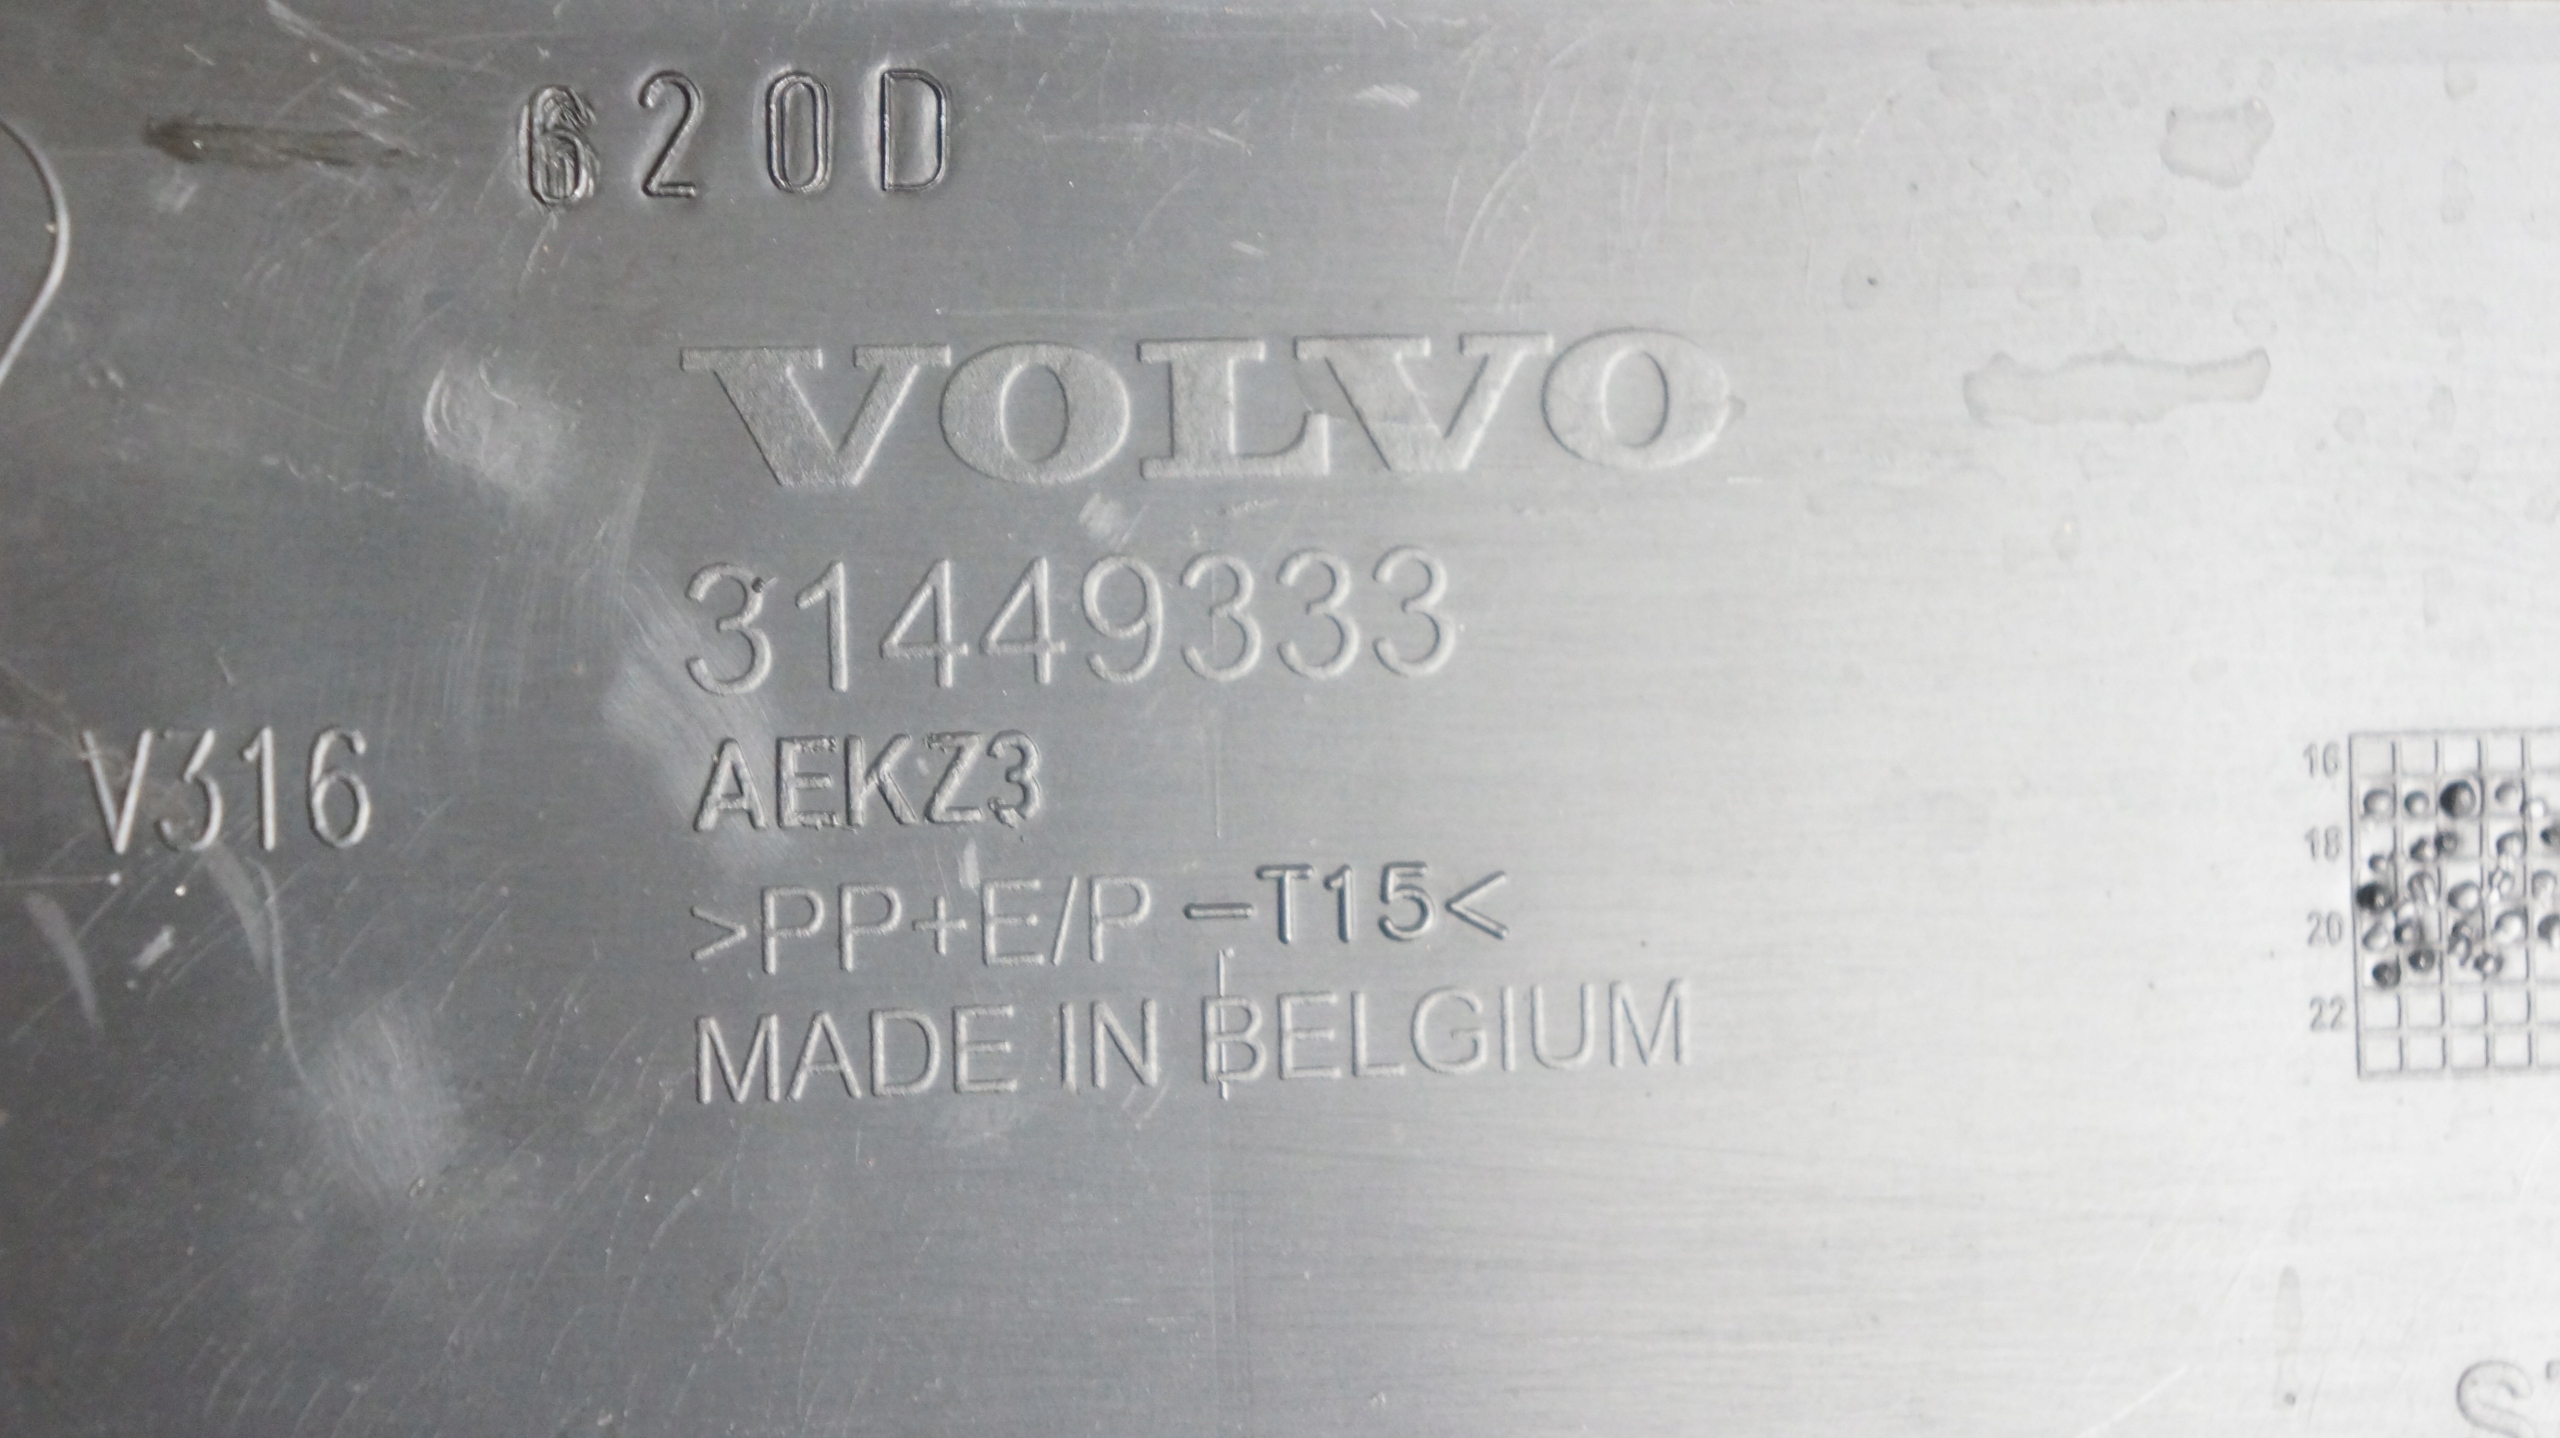 620D
VOLVO
31449333
V316
AEKZ3
>PP+E/P-T15<
MADE IN BELGIUM
16
18
20
22